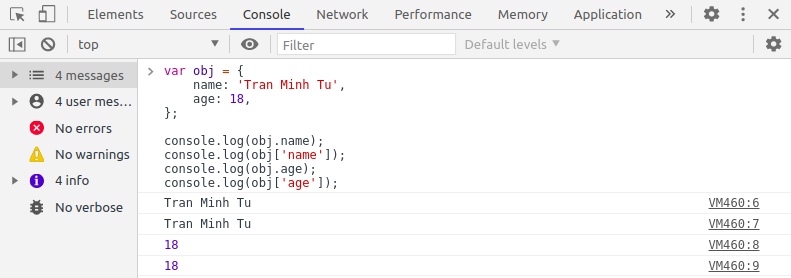 Elements Console Network Performance Memory Application »
top ▼ Filter Default levels ▼
4 messages
4 user mes...
No errors
No warnings
4 info
No verbose
> var obj = {
    name: 'Tran Minh Tu',
    age: 18,
};
console.log(obj.name);
console.log(obj['name']);
console.log(obj.age);
console.log(obj['age']);
Tran Minh Tu VM460:6
Tran Minh Tu VM460:7
18 VM460:8
18 VM460:9